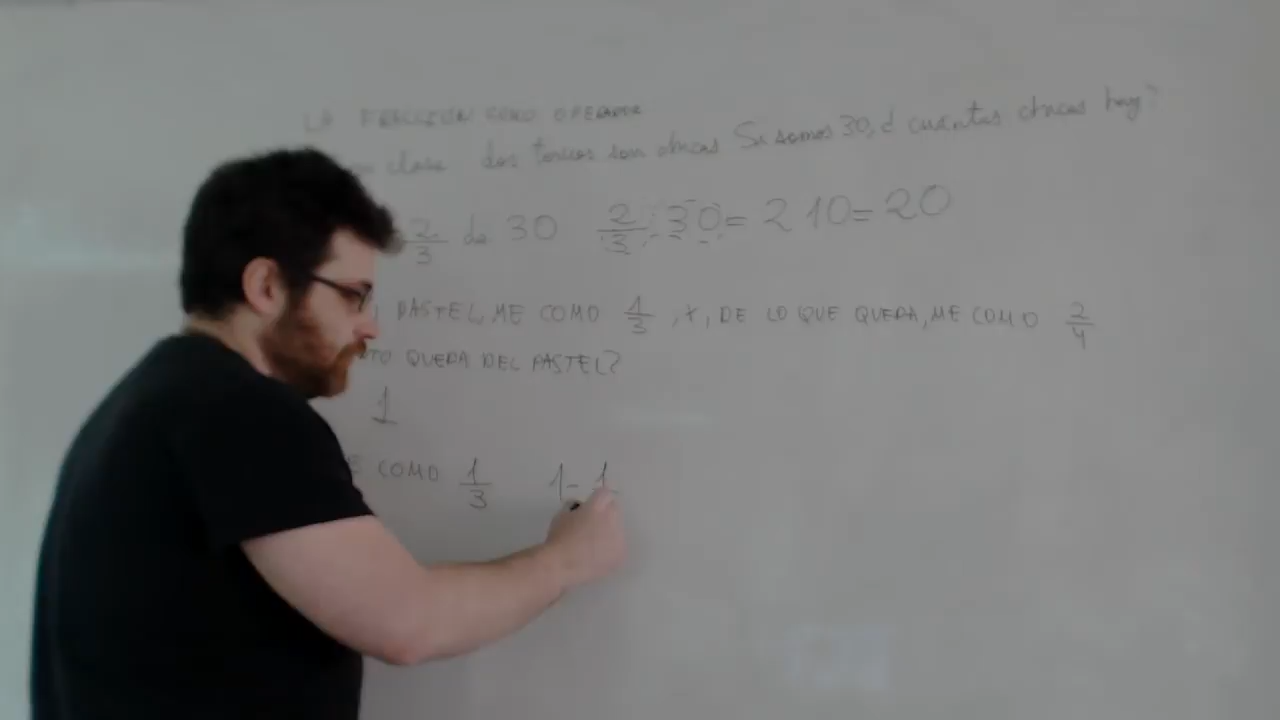 LA FRACCIÓN COMO OPERADOR
clase dos tercios son chicas Si somos 30, ¿ cuántas chicas hay?
2/3 de 30 2/3 · 30 = 2 10 = 20
PASTEL, ME COMO 1/3 , Y, DE LO QUE QUEDA, ME COMO 2/4
NTO QUEDA DEL PASTEL?
1
E COMO 1/3 1 - 1